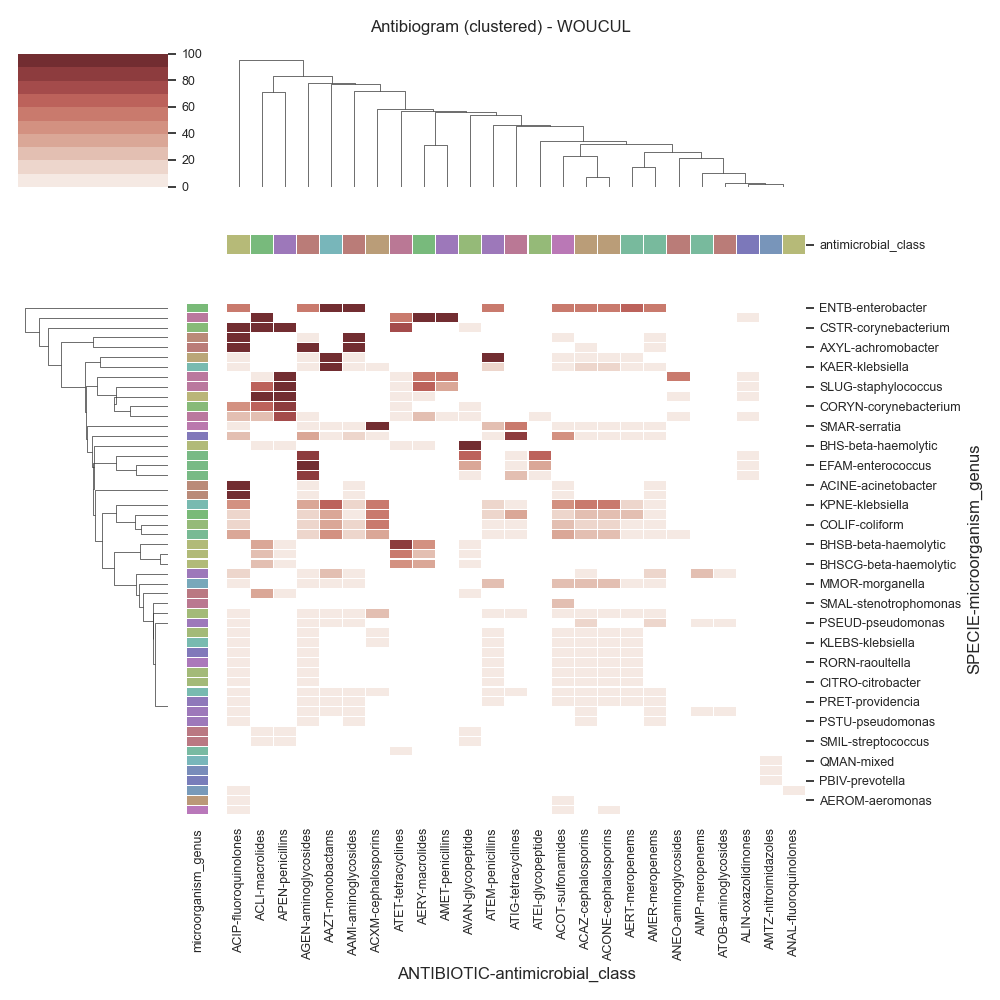 Antibiogram (clustered) - WOUCUL
100
80
60
40
20
0
antimicrobial_class
ENTB-enterobacter
CSTR-corynebacterium
AXYL-achromobacter
KAER-klebsiella
SLUG-staphylococcus
CORYN-corynebacterium
SMAR-serratia
BHS-beta-haemolytic
EFAM-enterococcus
ACINE-acinetobacter
KPNE-klebsiella
COLIF-coliform
BHSB-beta-haemolytic
BHSCG-beta-haemolytic
MMOR-morganella
SMAL-stenotrophomonas
PSEUD-pseudomonas
KLEBS-klebsiella
RORN-raoultella
CITRO-citrobacter
PRET-providencia
PSTU-pseudomonas
SMIL-streptococcus
QMAN-mixed
PBIV-prevotella
AEROM-aeromonas
SPECIE-microorganism_genus
microorganism_genus
ACIP-fluoroquinolones
ACLI-macrolides
APEN-penicillins
AGEN-aminoglycosides
AAZT-monobactams
AAMI-aminoglycosides
ACXM-cephalosporins
ATET-tetracyclines
AERY-macrolides
AMET-penicillins
AVAN-glycopeptide
ATEM-penicillins
ATIG-tetracyclines
ATEI-glycopeptide
ACOT-sulfonamides
ACAZ-cephalosporins
ACONE-cephalosporins
AERT-meropenems
AMER-meropenems
ANEO-aminoglycosides
AIMP-meropenems
ATOB-aminoglycosides
ALIN-oxazolidinones
AMTZ-nitroimidazoles
ANAL-fluoroquinolones
ANTIBIOTIC-antimicrobial_class